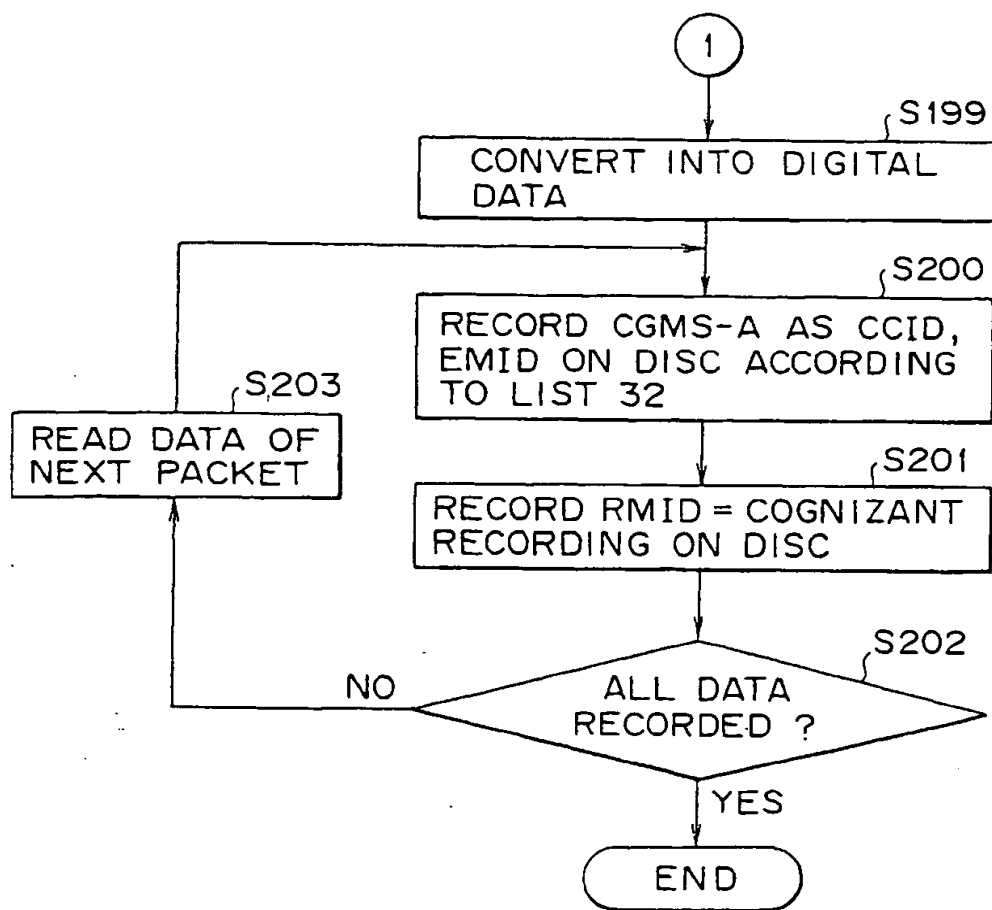 1
S199
CONVERT INTO DIGITAL
DATA
S200
RECORD CGMS-A AS CCID,
EMID ON DISC ACCORDING
TO LIST 32
S203
READ DATA OF
NEXT PACKET
S201
RECORD RMID = COGNIZANT
RECORDING ON DISC
S202
ALL DATA
RECORDED ?
NO
YES
END